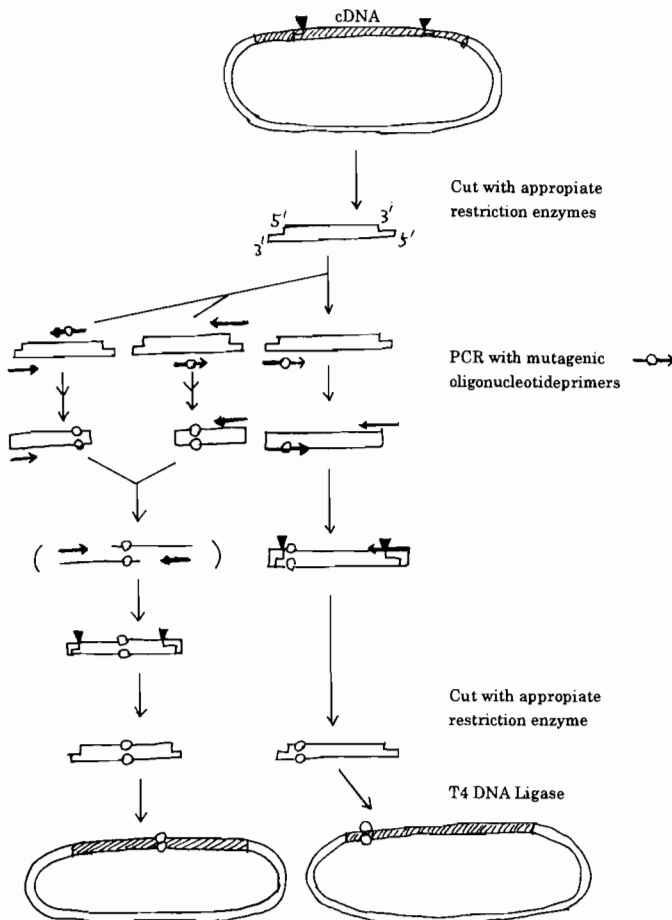 cDNA
Cut with appropiate
restriction enzymes
5' 3'
3' 5'
PCR with mutagenic
oligonucleotideprimers
( )
Cut with appropiate
restriction enzyme
T4 DNA Ligase